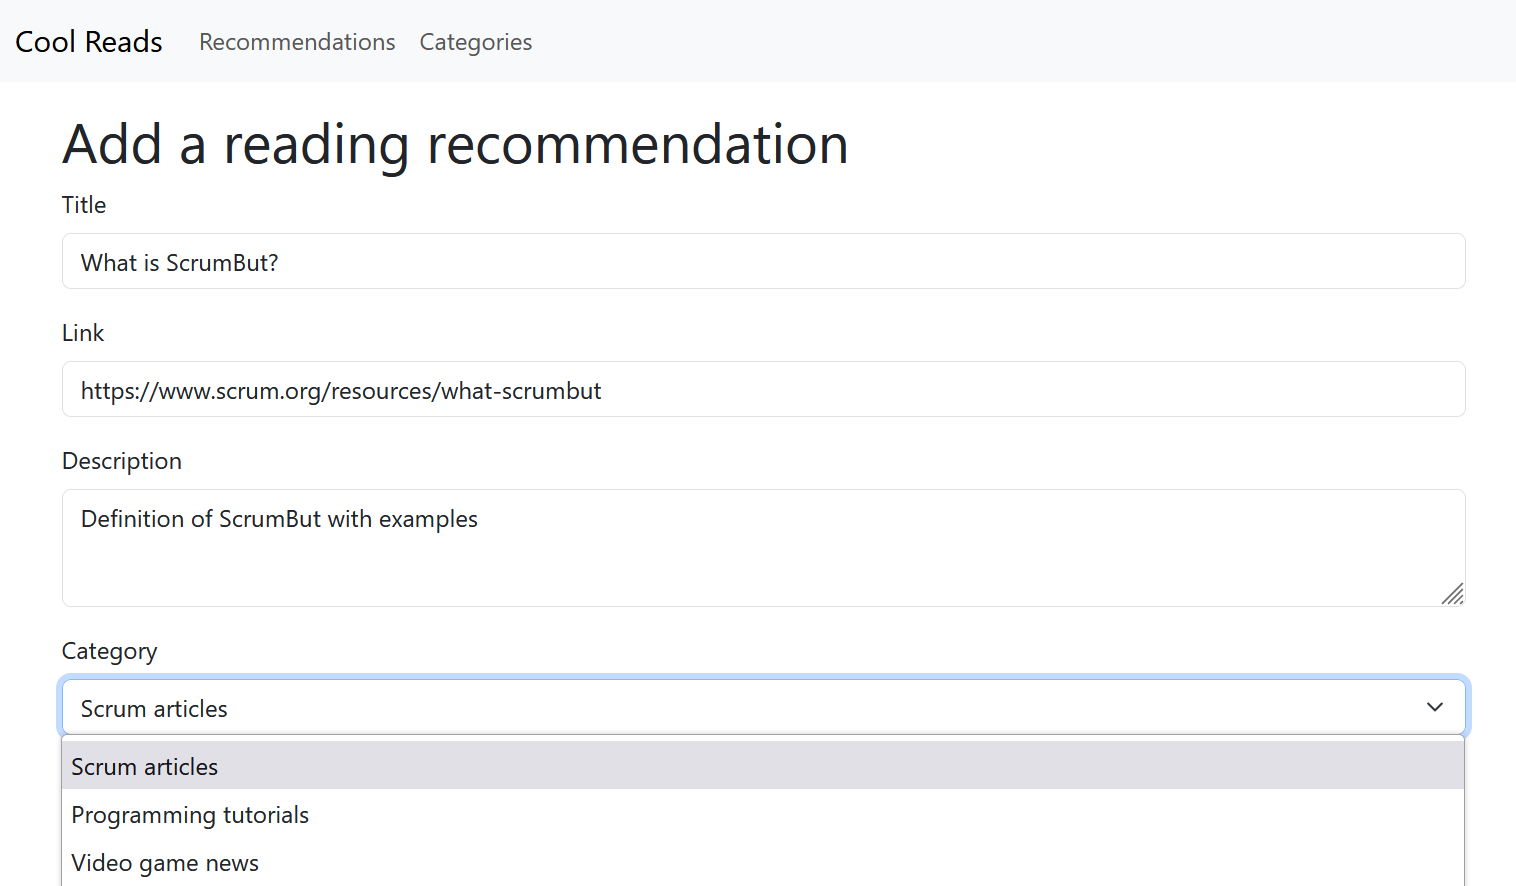 Cool Reads Recommendations Categories
Add a reading recommendation
Title
What is ScrumBut?
Link
https://www.scrum.org/resources/what-scrumbut
Description
Definition of ScrumBut with examples
Category
Scrum articles
Scrum articles
Programming tutorials
Video game news